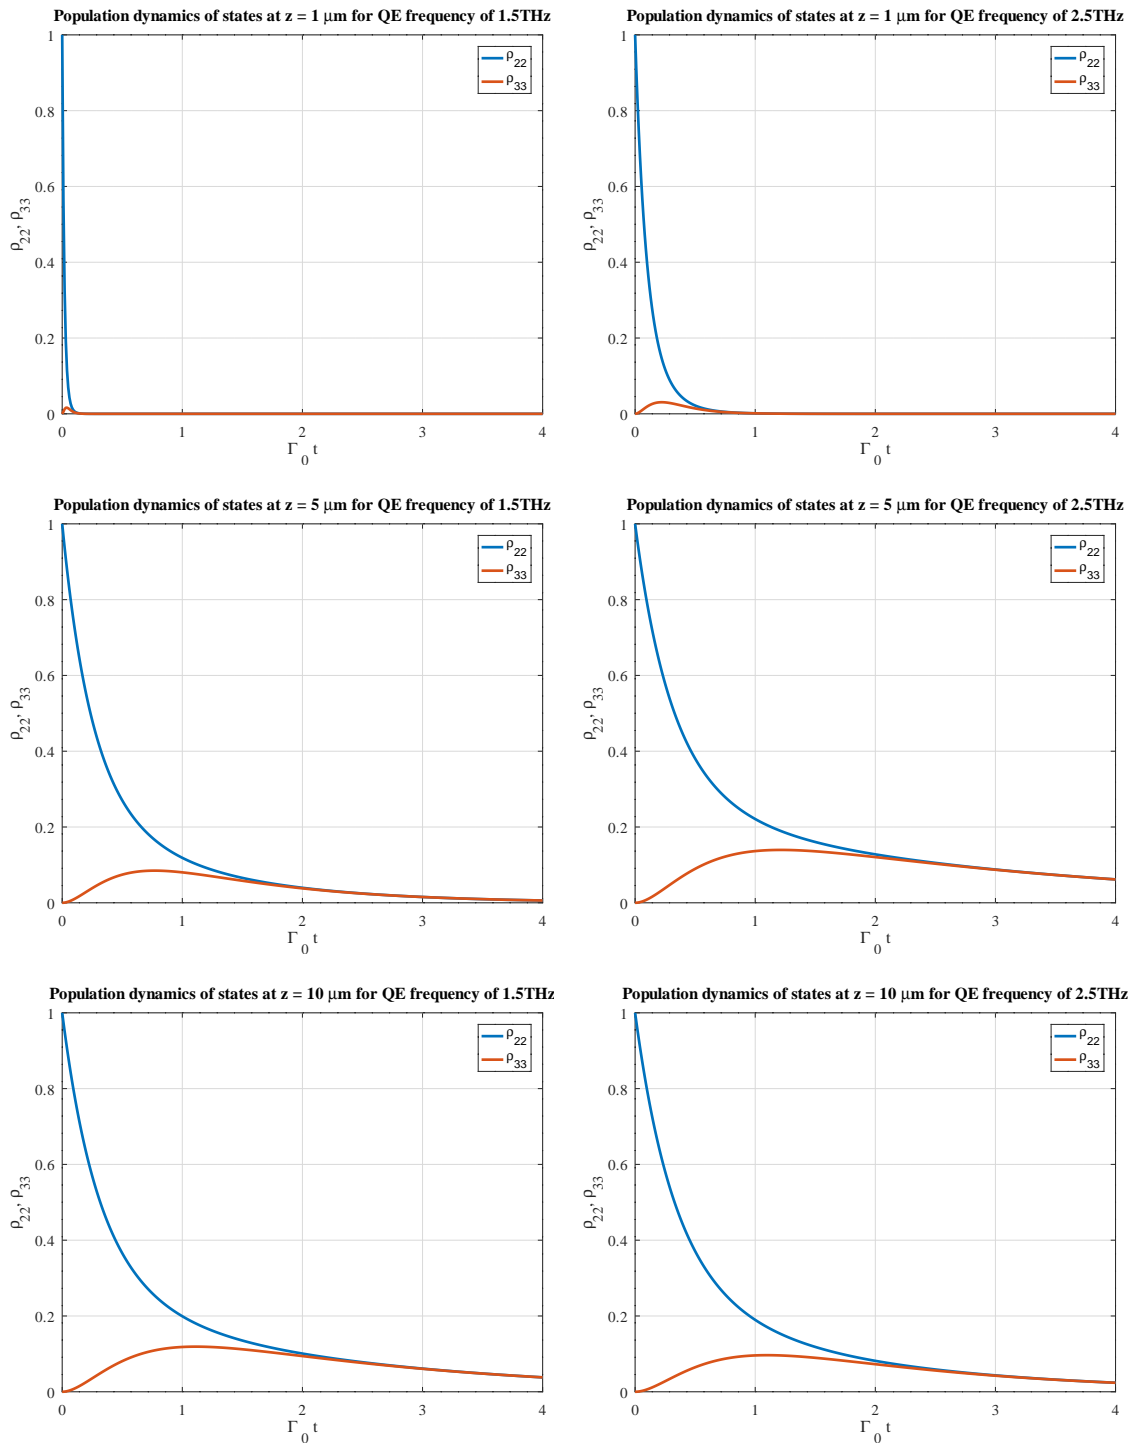 Population dynamics of states at z = 1 μm for QE frequency of 1.5THz
ρ22, ρ33
1
0.8
0.6
0.4
0.2
0
0 1 2 3 4
Γ0 t
ρ22
ρ33
Population dynamics of states at z = 1 μm for QE frequency of 2.5THz
ρ22, ρ33
1
0.8
0.6
0.4
0.2
0
0 1 2 3 4
Γ0 t
ρ22
ρ33
Population dynamics of states at z = 5 μm for QE frequency of 1.5THz
ρ22, ρ33
1
0.8
0.6
0.4
0.2
0
0 1 2 3 4
Γ0 t
ρ22
ρ33
Population dynamics of states at z = 5 μm for QE frequency of 2.5THz
ρ22, ρ33
1
0.8
0.6
0.4
0.2
0
0 1 2 3 4
Γ0 t
ρ22
ρ33
Population dynamics of states at z = 10 μm for QE frequency of 1.5THz
ρ22, ρ33
1
0.8
0.6
0.4
0.2
0
0 1 2 3 4
Γ0 t
ρ22
ρ33
Population dynamics of states at z = 10 μm for QE frequency of 2.5THz
ρ22, ρ33
1
0.8
0.6
0.4
0.2
0
0 1 2 3 4
Γ0 t
ρ22
ρ33